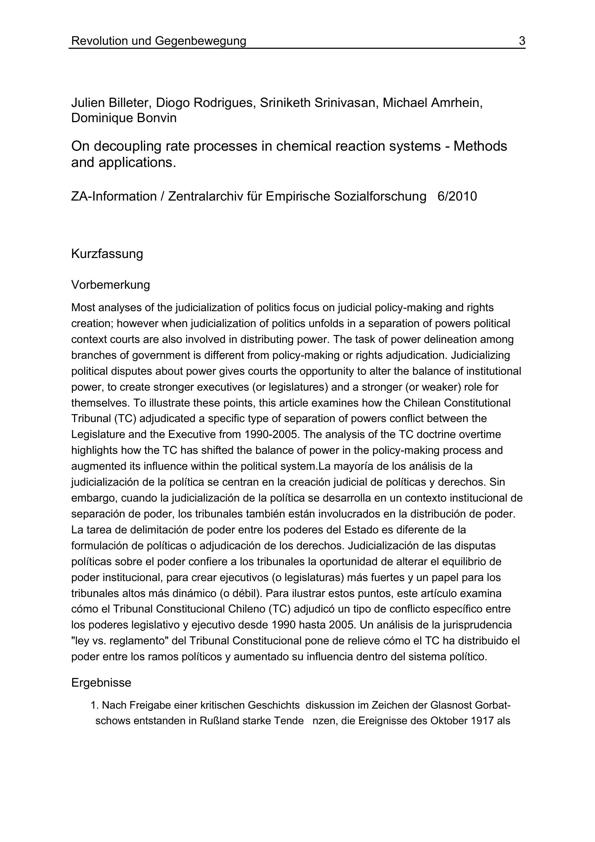 Revolution und Gegenbewegung 3
Julien Billeter, Diogo Rodrigues, Sriniketh Srinivasan, Michael Amrhein,
Dominique Bonvin
On decoupling rate processes in chemical reaction systems - Methods
and applications.
ZA-Information / Zentralarchiv für Empirische Sozialforschung 6/2010
Kurzfassung
Vorbemerkung
Most analyses of the judicialization of politics focus on judicial policy-making and rights
creation; however when judicialization of politics unfolds in a separation of powers political
context courts are also involved in distributing power. The task of power delineation among
branches of government is different from policy-making or rights adjudication. Judicializing
political disputes about power gives courts the opportunity to alter the balance of institutional
power, to create stronger executives (or legislatures) and a stronger (or weaker) role for
themselves. To illustrate these points, this article examines how the Chilean Constitutional
Tribunal (TC) adjudicated a specific type of separation of powers conflict between the
Legislature and the Executive from 1990-2005. The analysis of the TC doctrine overtime
highlights how the TC has shifted the balance of power in the policy-making process and
augmented its influence within the political system.La mayoría de los análisis de la
judicialización de la política se centran en la creación judicial de políticas y derechos. Sin
embargo, cuando la judicialización de la política se desarrolla en un contexto institucional de
separación de poder, los tribunales también están involucrados en la distribución de poder.
La tarea de delimitación de poder entre los poderes del Estado es diferente de la
formulación de políticas o adjudicación de los derechos. Judicialización de las disputas
políticas sobre el poder confiere a los tribunales la oportunidad de alterar el equilibrio de
poder institucional, para crear ejecutivos (o legislaturas) más fuertes y un papel para los
tribunales altos más dinámico (o débil). Para ilustrar estos puntos, este artículo examina
cómo el Tribunal Constitucional Chileno (TC) adjudicó un tipo de conflicto específico entre
los poderes legislativo y ejecutivo desde 1990 hasta 2005. Un análisis de la jurisprudencia
"ley vs. reglamento" del Tribunal Constitucional pone de relieve cómo el TC ha distribuido el
poder entre los ramos políticos y aumentado su influencia dentro del sistema político.
Ergebnisse
1. Nach Freigabe einer kritischen Geschichts diskussion im Zeichen der Glasnost Gorbat-
schows entstanden in Rußland starke Tende nzen, die Ereignisse des Oktober 1917 als